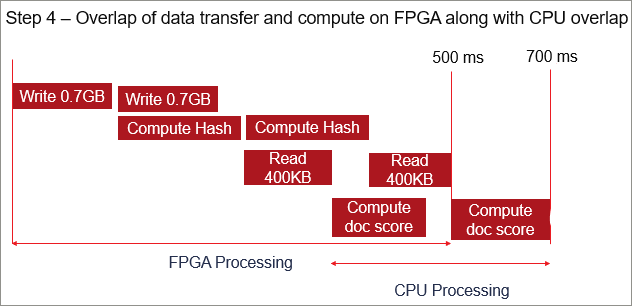 Step 4 – Overlap of data transfer and compute on FPGA along with CPU overlap
500 ms
700 ms
Write 0.7GB
Write 0.7GB
Compute Hash
Compute Hash
Read
400KB
Read
400KB
Compute
doc score
Compute
doc score
FPGA Processing
CPU Processing